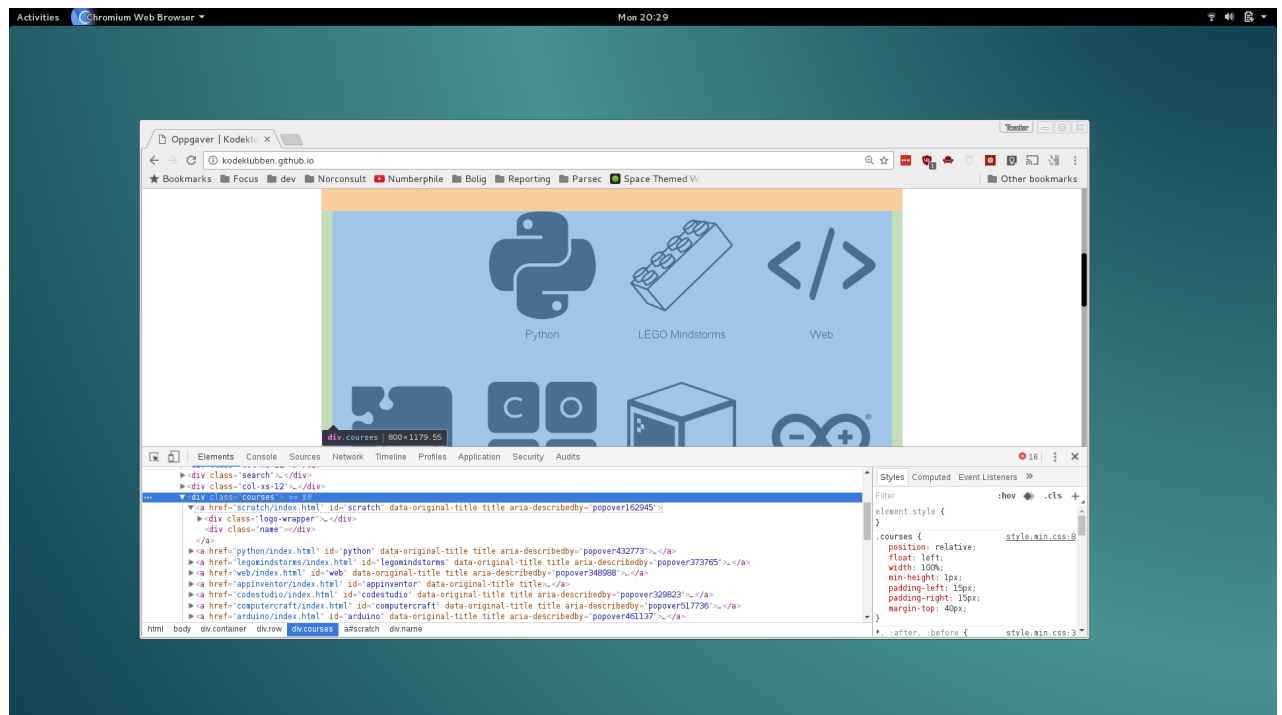 Activities Chromium Web Browser Mon 20:29
Oppgaver | Kodeklu
kodeklubben.github.io
Bookmarks Focus dev Norconsult Numberphile Bolig Reporting Parsec Space Themed W Other bookmarks
Python LEGO Mindstorms Web
C O
div.courses | 800×1179.55
Elements Console Sources Network Timeline Profiles Application Security Audits 16
<div class="search">…</div>
<div class="col-xs-12">…</div>
<div class="courses"> == $0
<a href="scratch/index.html" id="scratch" data-original-title title aria-describedby="popover162945">
<div class="logo-wrapper">…</div>
<div class="name"></div>
</a>
<a href="python/index.html" id="python" data-original-title title aria-describedby="popover432773">…</a>
<a href="legomindstorms/index.html" id="legomindstorms" data-original-title title aria-describedby="popover373765">…</a>
<a href="web/index.html" id="web" data-original-title title aria-describedby="popover348988">…</a>
<a href="appinventor/index.html" id="appinventor" data-original-title title>…</a>
<a href="codestudio/index.html" id="codestudio" data-original-title title aria-describedby="popover329823">…</a>
<a href="computercraft/index.html" id="computercraft" data-original-title title aria-describedby="popover517736">…</a>
<a href="arduino/index.html" id="arduino" data-original-title title aria-describedby="popover461137">…</a>
html body div.container div.row div.courses a#scratch div.name
Styles Computed Event Listeners »
Filter :hov .cls +
element.style {
}
.courses { style.min.css:8
position: relative;
float: left;
width: 100%;
min-height: 1px;
padding-left: 15px;
padding-right: 15px;
margin-top: 40px;
}
*, :after, :before { style.min.css:3